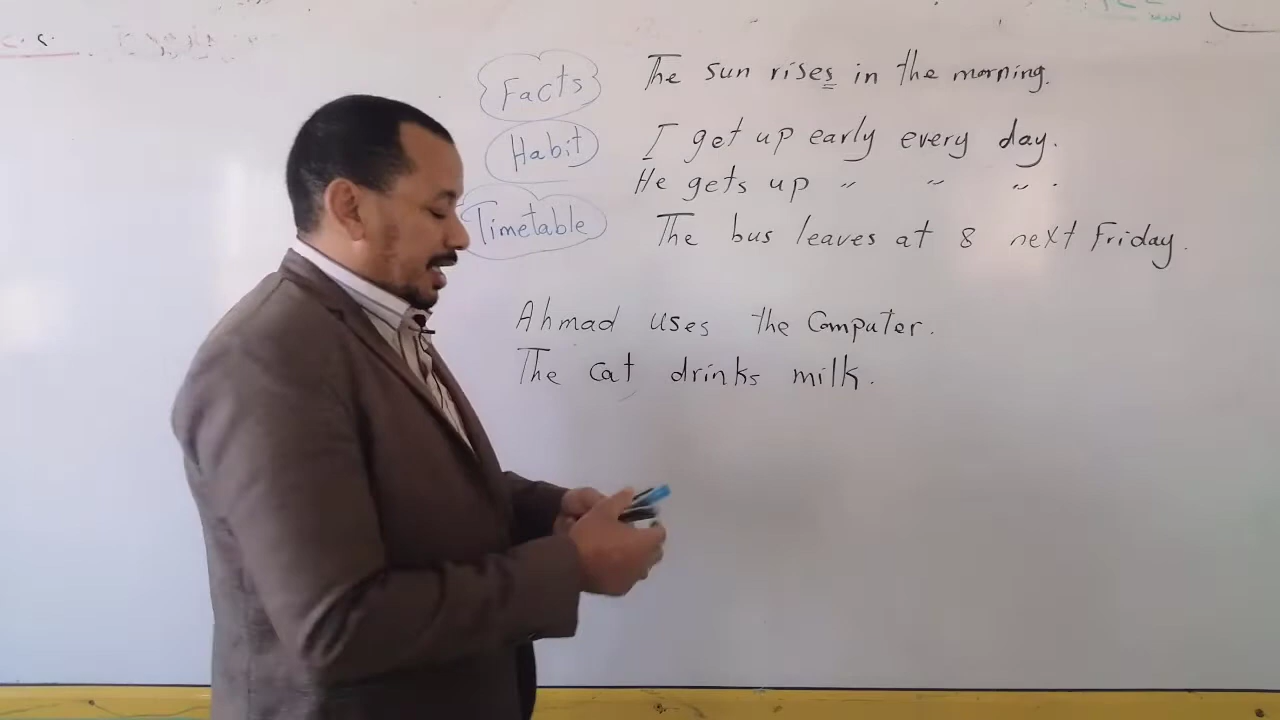 Facts The sun rises in the morning.
Habit I get up early every day.
He gets up " " " .
Timetable The bus leaves at 8 next Friday.
Ahmad uses the Computer.
The cat drinks milk.